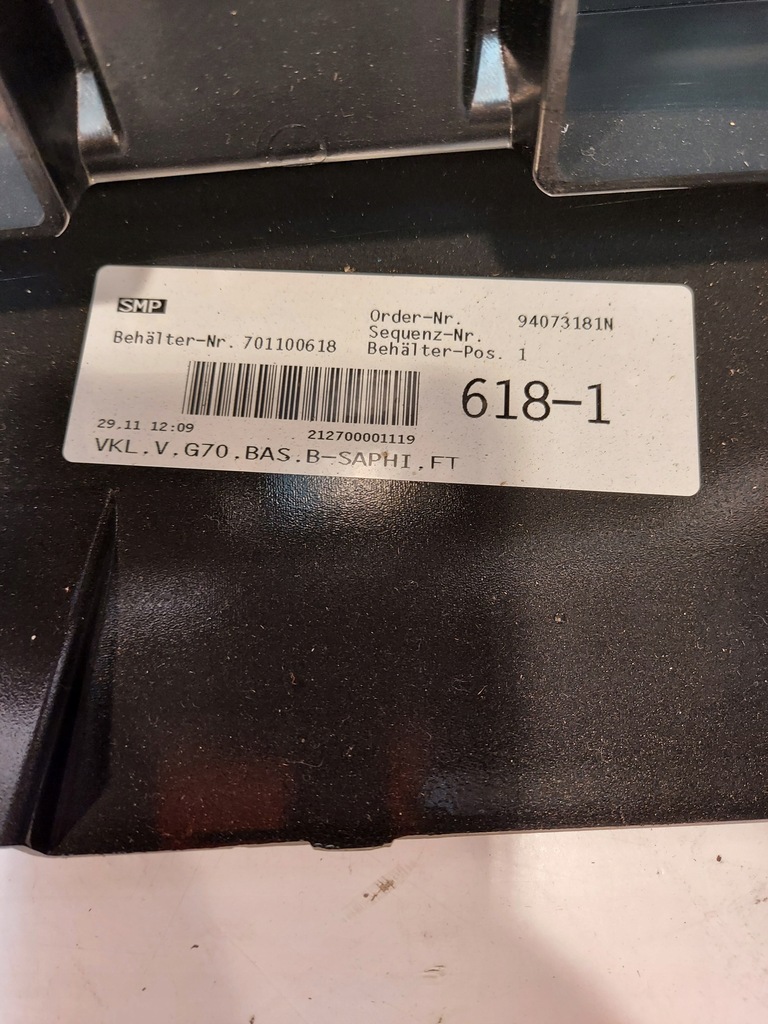 SMP
Order-Nr. 94073181N
Sequenz-Nr.
Behälter-Nr. 701100618 Behälter-Pos. 1
618-1
29.11 12:09 212700001119
VKL.V.G70.BAS.B-SAPHI.FT